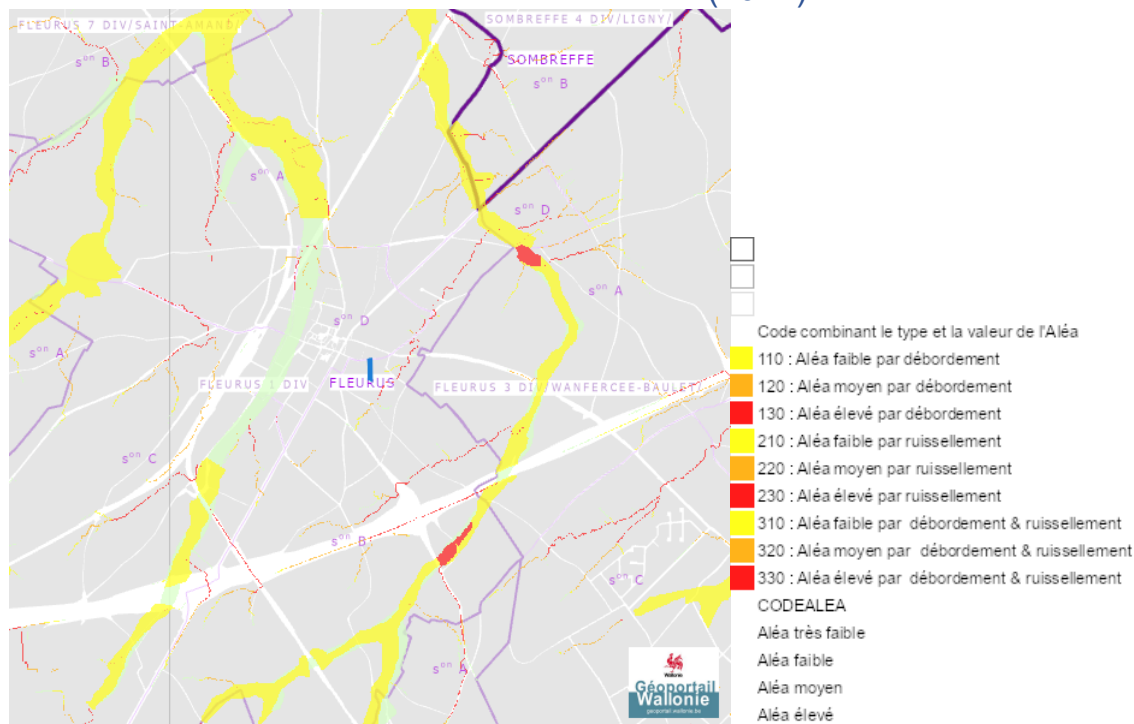 FLEURUS 7 DIV/SAINT-AMAND/
SOMBREFFE 4 DIV/LIGNY/
sᵒⁿ B
SOMBREFFE
sᵒⁿ B
sᵒⁿ A
sᵒⁿ D
sᵒⁿ A
sᵒⁿ D
sᵒⁿ A
FLEURUS 1 DIV
FLEURUS
FLEURUS 3 DIV/WANFERCEE-BAULET/
sᵒⁿ C
sᵒⁿ B
sᵒⁿ C
sᵒⁿ A
Wallonie
Géoportail
Wallonie
geoportail.wallonie.be
Code combinant le type et la valeur de l'Aléa
110 : Aléa faible par débordement
120 : Aléa moyen par débordement
130 : Aléa élevé par débordement
210 : Aléa faible par ruissellement
220 : Aléa moyen par ruissellement
230 : Aléa élevé par ruissellement
310 : Aléa faible par débordement & ruissellement
320 : Aléa moyen par débordement & ruissellement
330 : Aléa élevé par débordement & ruissellement
CODEALEA
Aléa très faible
Aléa faible
Aléa moyen
Aléa élevé